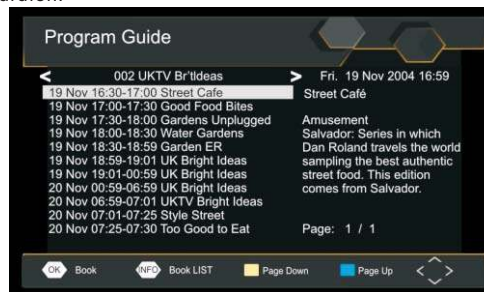 Program Guide
< 002 UKTV Br'tIdeas >
Fri. 19 Nov 2004 16:59
19 Nov 16:30-17:00 Street Cafe
19 Nov 17:00-17:30 Good Food Bites
19 Nov 17:30-18:00 Gardens Unplugged
19 Nov 18:00-18:30 Water Gardens
19 Nov 18:30-18:59 Garden ER
19 Nov 18:59-19:01 UK Bright Ideas
19 Nov 19:01-00:59 UK Bright Ideas
20 Nov 00:59-06:59 UK Bright Ideas
20 Nov 06:59-07:01 UKTV Bright Ideas
20 Nov 07:01-07:25 Style Street
20 Nov 07:25-07:30 Too Good to Eat
Street Café
Amusement
Salvador: Series in which
Dan Roland travels the world
sampling the best authentic
street food. This edition
comes from Salvador.
Page: 1 / 1
OK Book
INFO Book LIST
Page Down
Page Up